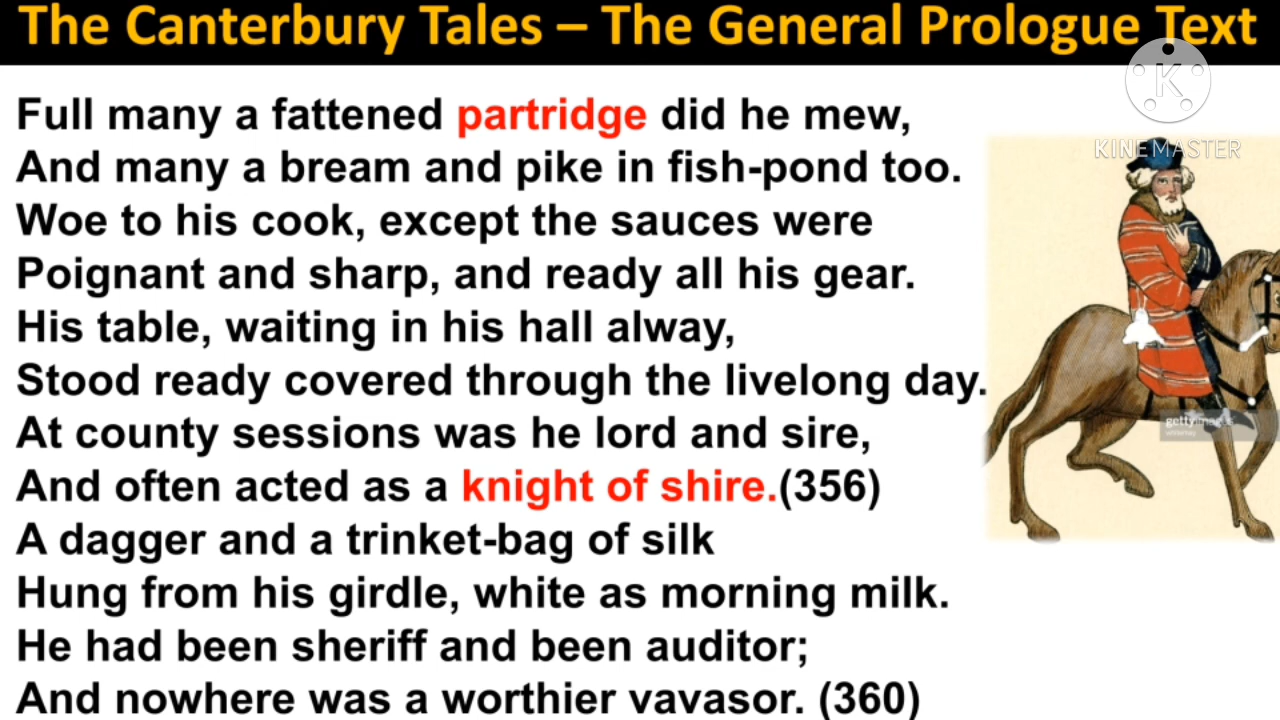 The Canterbury Tales – The General Prologue Text
K
KINEMASTER
Full many a fattened partridge did he mew,
And many a bream and pike in fish-pond too.
Woe to his cook, except the sauces were
Poignant and sharp, and ready all his gear.
His table, waiting in his hall alway,
Stood ready covered through the livelong day.
At county sessions was he lord and sire,
And often acted as a knight of shire.(356)
A dagger and a trinket-bag of silk
Hung from his girdle, white as morning milk.
He had been sheriff and been auditor;
And nowhere was a worthier vavasor. (360)
gettyimages